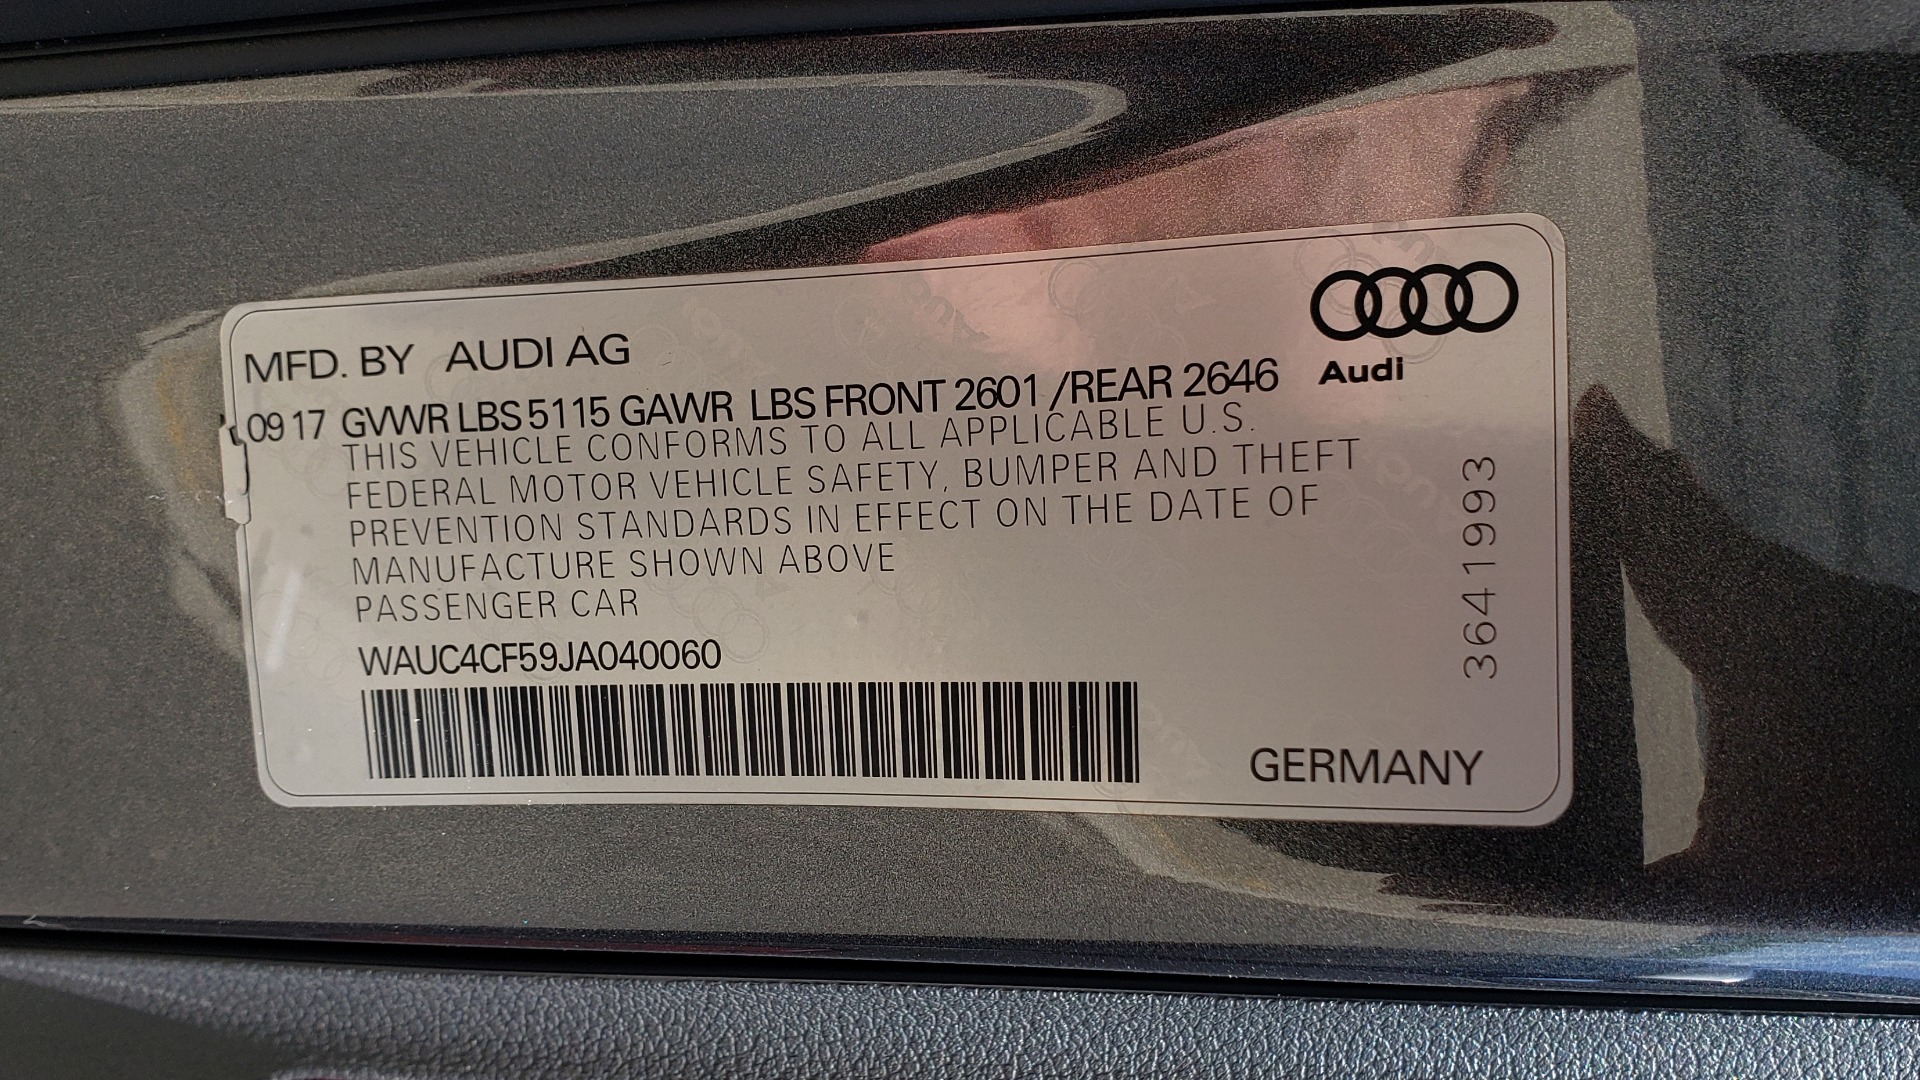 MFD. BY AUDI AG
Audi
09 17 GVWR LBS 5115 GAWR LBS FRONT 2601 /REAR 2646
THIS VEHICLE CONFORMS TO ALL APPLICABLE U.S.
FEDERAL MOTOR VEHICLE SAFETY, BUMPER AND THEFT
PREVENTION STANDARDS IN EFFECT ON THE DATE OF
MANUFACTURE SHOWN ABOVE
PASSENGER CAR
WAUC4CF59JA040060
GERMANY
3641993